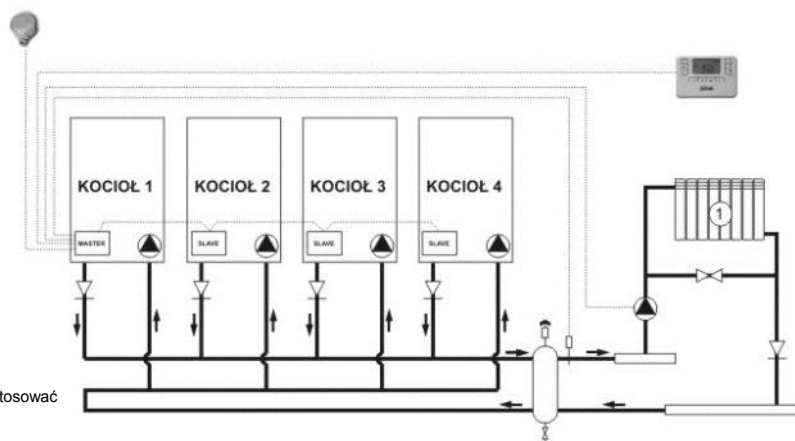 KOCIOŁ 1
KOCIOŁ 2
KOCIOŁ 3
KOCIOŁ 4
1
MASTER
SLAVE
SLAVE
SLAVE
tosować